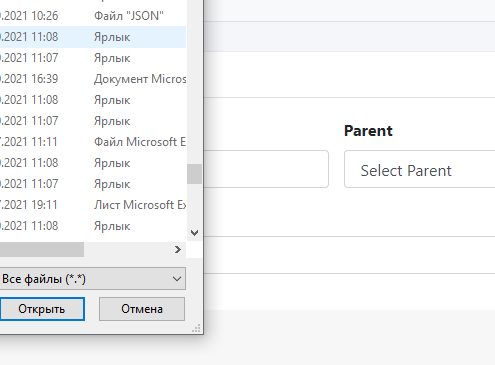 .2021 10:26 Файл "JSON"
.2021 11:08 Ярлык
.2021 11:07 Ярлык
.2021 16:39 Документ Micros
.2021 11:08 Ярлык
.2021 11:07 Ярлык
.2021 11:11 Файл Microsoft E
.2021 11:08 Ярлык
.2021 11:07 Ярлык
.2021 19:11 Лист Microsoft Ex
.2021 11:08 Ярлык
Все файлы (*.*)
Открыть Отмена
Parent
Select Parent